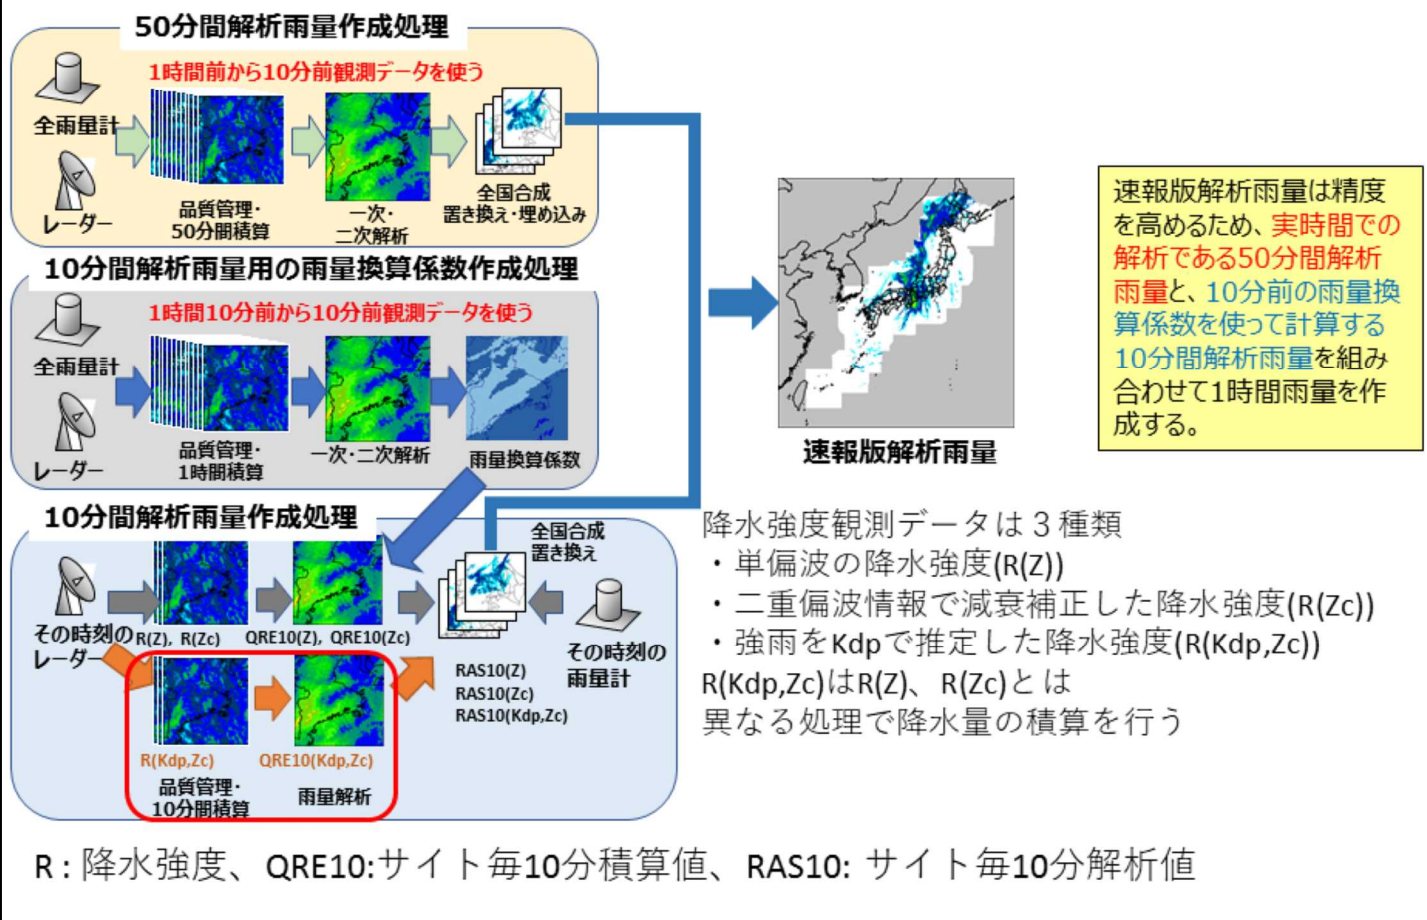 50分間解析雨量作成処理
1時間前から10分前観測データを使う
全雨量計
レーダー
品質管理・
50分間積算
一次・
二次解析
全国合成
置き換え・埋め込み
10分間解析雨量用の雨量換算係数作成処理
1時間10分前から10分前観測データを使う
全雨量計
レーダー
品質管理・
1時間積算
一次・二次解析
雨量換算係数
10分間解析雨量作成処理
その時刻の
レーダー
R(Z), R(Zc)
QRE10(Z), QRE10(Zc)
全国合成
置き換え
その時刻の
雨量計
RAS10(Z)
RAS10(Zc)
RAS10(Kdp,Zc)
R(Kdp,Zc)
QRE10(Kdp,Zc)
品質管理・
10分間積算
雨量解析
速報版解析雨量
速報版解析雨量は精度
を高めるため、実時間での
解析である50分間解析
雨量と、10分前の雨量換
算係数を使って計算する
10分間解析雨量を組み
合わせて1時間雨量を作
成する。
降水強度観測データは３種類
・単偏波の降水強度(R(Z))
・二重偏波情報で減衰補正した降水強度(R(Zc))
・強雨をKdpで推定した降水強度(R(Kdp,Zc))
R(Kdp,Zc)はR(Z)、R(Zc)とは
異なる処理で降水量の積算を行う
R : 降水強度、QRE10:サイト毎10分積算値、RAS10: サイト毎10分解析値